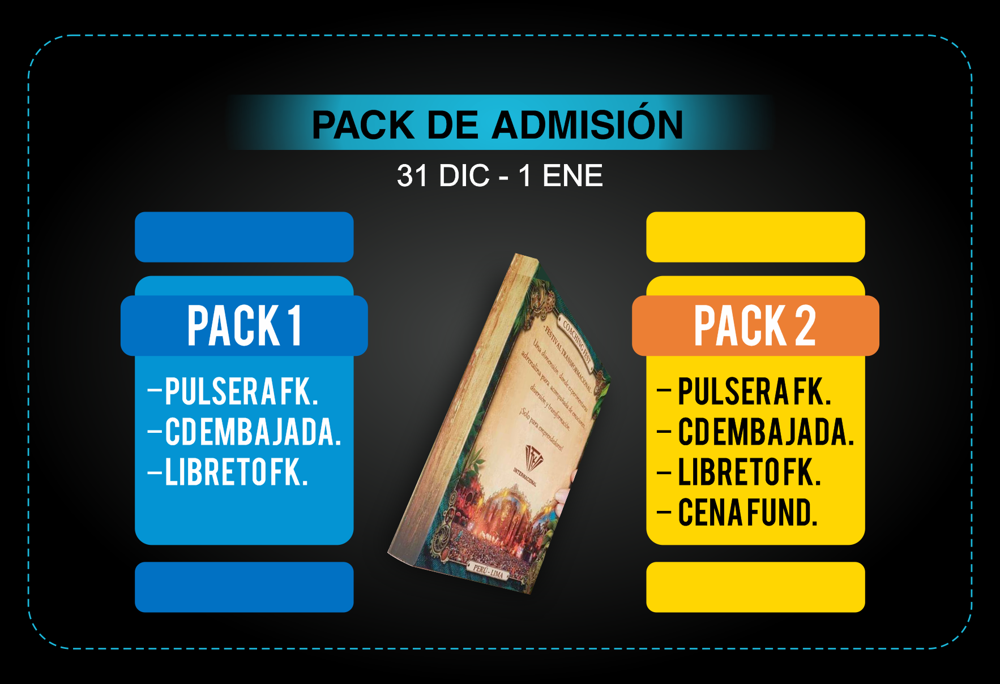 PACK DE ADMISIÓN
31 DIC - 1 ENE
PACK 1
– PULSERA FK.
– CD EMBAJADA.
– LIBRETO FK.
COACHING FEST
- FESTIVAL TRANSFORMACIONAL -
Una dimensión donde experimentaras
adrenalina pura acompañada de emociones,
diversión y transformación.
¡Solo para emprendedores!
INTERNACIONAL
PERÚ - LIMA
PACK 2
– PULSERA FK.
– CD EMBAJADA.
– LIBRETO FK.
– CENA FUND.